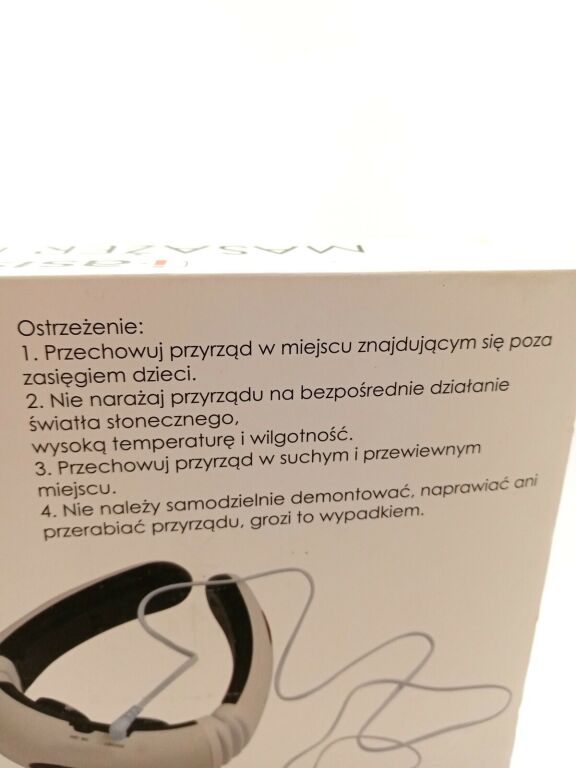 MASAŻER
Ostrzeżenie:
1. Przechowuj przyrząd w miejscu znajdującym się poza
zasięgiem dzieci.
2. Nie narażaj przyrządu na bezpośrednie działanie
światła słonecznego,
wysoką temperaturę i wilgotność.
3. Przechowuj przyrząd w suchym i przewiewnym
miejscu.
4. Nie należy samodzielnie demontować, naprawiać ani
przerabiać przyrządu, grozi to wypadkiem.